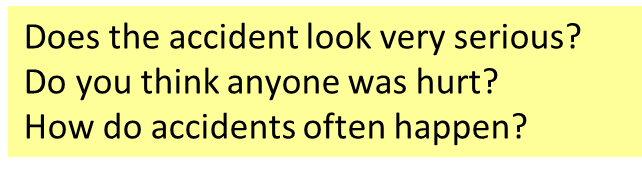 Does the accident look very serious?
Do you think anyone was hurt?
How do accidents often happen?